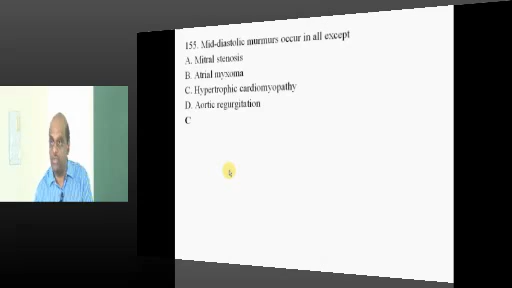 155. Mid-diastolic murmurs occur in all except
A. Mitral stenosis
B. Atrial myxoma
C. Hypertrophic cardiomyopathy
D. Aortic regurgitation
C